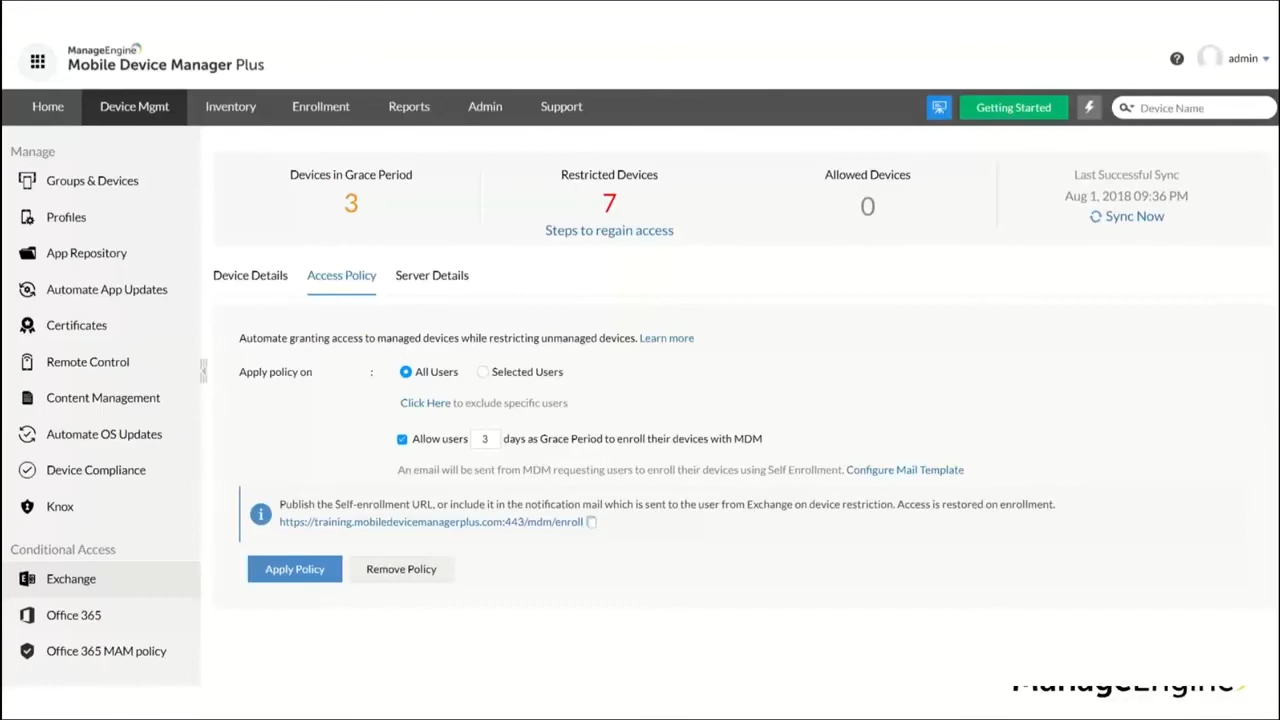 ManageEngine
Mobile Device Manager Plus
admin
Home Device Mgmt Inventory Enrollment Reports Admin Support
Getting Started
Device Name
Manage
Groups & Devices
Profiles
App Repository
Automate App Updates
Certificates
Remote Control
Content Management
Automate OS Updates
Device Compliance
Knox
Conditional Access
Exchange
Office 365
Office 365 MAM policy
Devices in Grace Period
3
Restricted Devices
7
Steps to regain access
Allowed Devices
0
Last Successful Sync
Aug 1, 2018 09:36 PM
Sync Now
Device Details Access Policy Server Details
Automate granting access to managed devices while restricting unmanaged devices. Learn more
Apply policy on : All Users Selected Users
Click Here to exclude specific users
Allow users 3 days as Grace Period to enroll their devices with MDM
An email will be sent from MDM requesting users to enroll their devices using Self Enrollment. Configure Mail Template
Publish the Self-enrollment URL, or include it in the notification mail which is sent to the user from Exchange on device restriction. Access is restored on enrollment.
https://training.mobiledevicemanagerplus.com:443/mdm/enroll
Apply Policy Remove Policy
ManageEngine